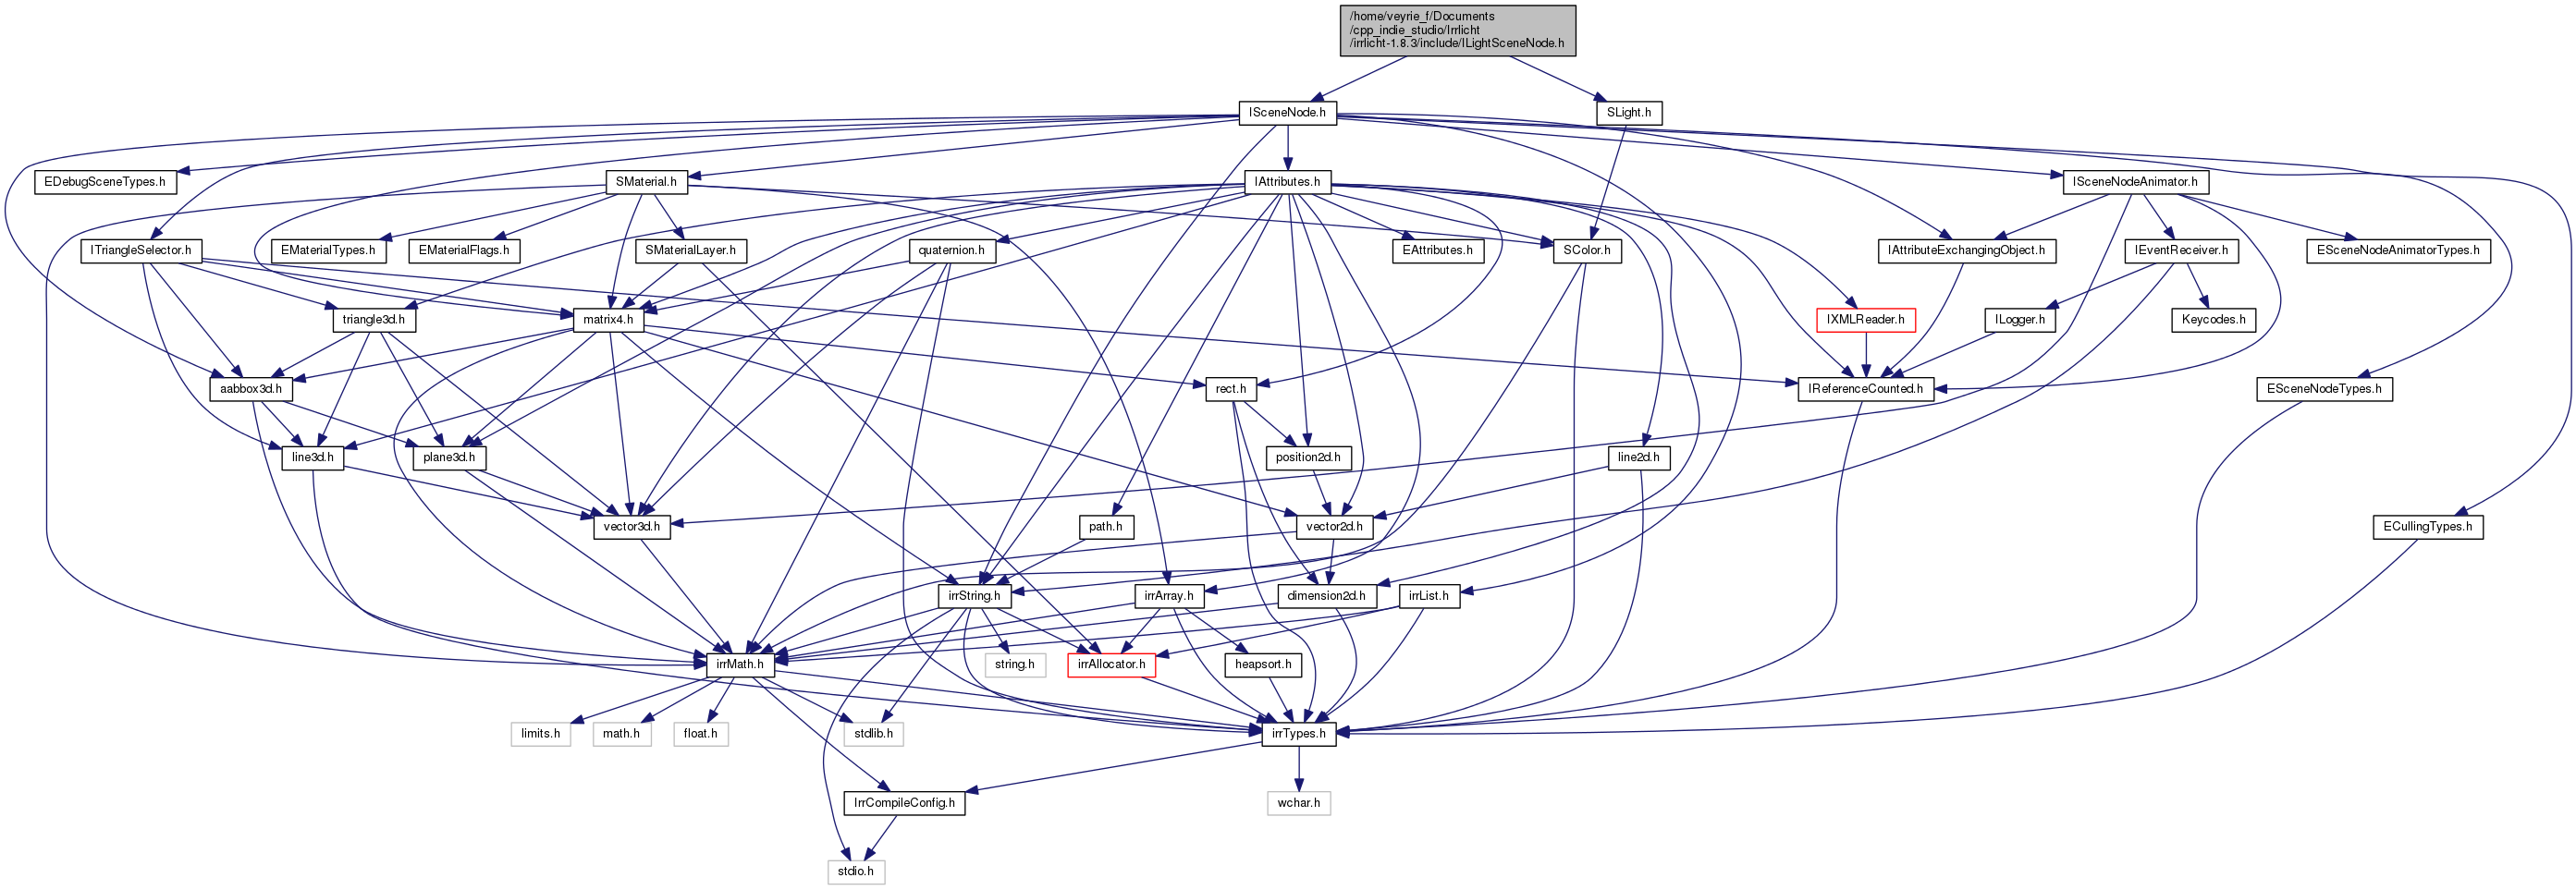 /home/veyrie_f/Documents
/cpp_indie_studio/Irrlicht
/irrlicht-1.8.3/include/ILightSceneNode.h
ISceneNode.h
SLight.h
EDebugSceneTypes.h
SMaterial.h
IAttributes.h
ISceneNodeAnimator.h
ITriangleSelector.h
EMaterialTypes.h
EMaterialFlags.h
SMaterialLayer.h
quaternion.h
EAttributes.h
SColor.h
IAttributeExchangingObject.h
IEventReceiver.h
ESceneNodeAnimatorTypes.h
triangle3d.h
matrix4.h
IXMLReader.h
ILogger.h
Keycodes.h
aabbox3d.h
rect.h
IReferenceCounted.h
ESceneNodeTypes.h
line3d.h
plane3d.h
position2d.h
line2d.h
vector3d.h
path.h
vector2d.h
ECullingTypes.h
irrString.h
irrArray.h
dimension2d.h
irrList.h
irrMath.h
string.h
irrAllocator.h
heapsort.h
limits.h
math.h
float.h
stdlib.h
irrTypes.h
IrrCompileConfig.h
wchar.h
stdio.h